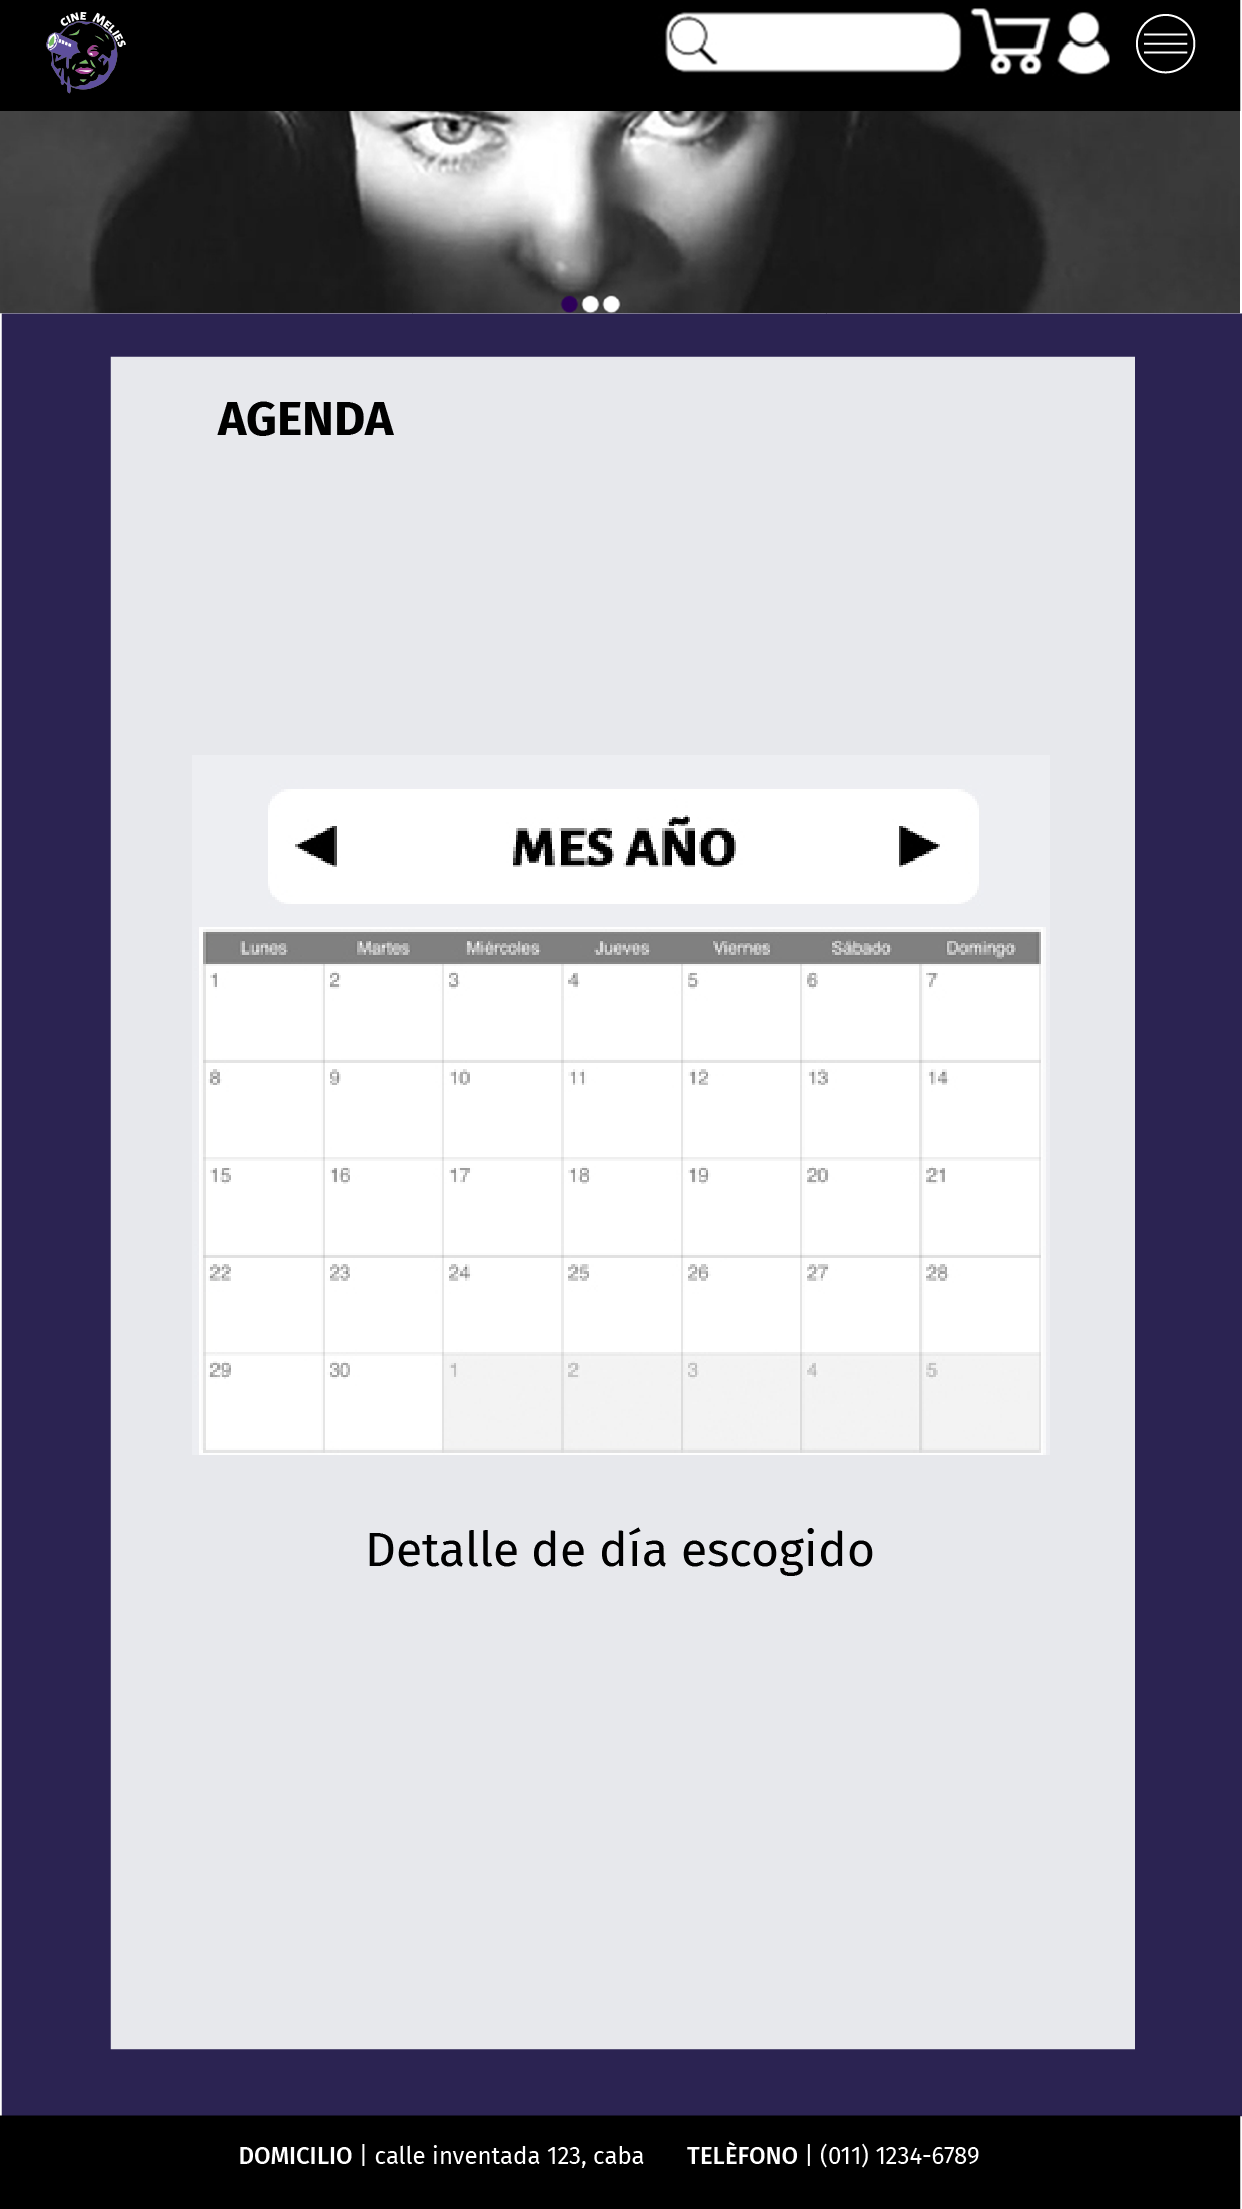 CINE MELIES
AGENDA
MES AÑO
Lunes Martes Miércoles Jueves Viernes Sábado Domingo
1 2 3 4 5 6 7
8 9 10 11 12 13 14
15 16 17 18 19 20 21
22 23 24 25 26 27 28
29 30 1 2 3 4 5
Detalle de día escogido
DOMICILIO | calle inventada 123, caba TELÈFONO | (011) 1234-6789